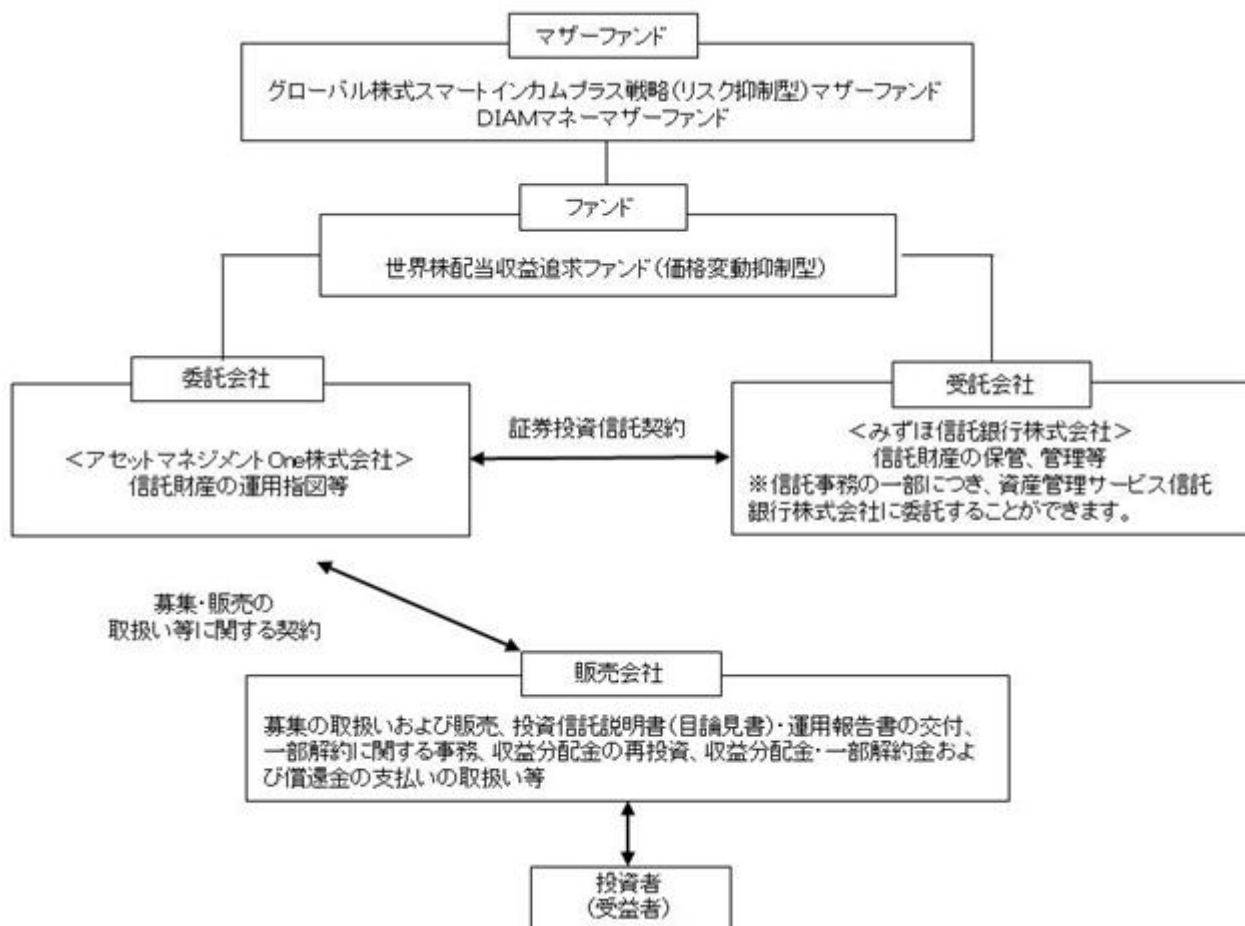 マザーファンド
グローバル株式スマートインカムプラス戦略(リスク抑制型)マザーファンド
DIAMマネーマザーファンド
ファンド
世界株配当収益追求ファンド(価格変動抑制型)
委託会社
<アセットマネジメントOne株式会社>
信託財産の運用指図等
証券投資信託契約
受託会社
<みずほ信託銀行株式会社>
信託財産の保管、管理等
※信託事務の一部につき、資産管理サービス信託
銀行株式会社に委託することができます。
募集・販売の
取扱い等に関する契約
販売会社
募集の取扱いおよび販売、投資信託説明書(目論見書)・運用報告書の交付、
一部解約に関する事務、収益分配金の再投資、収益分配金・一部解約金およ
び償還金の支払いの取扱い等
投資者
(受益者)